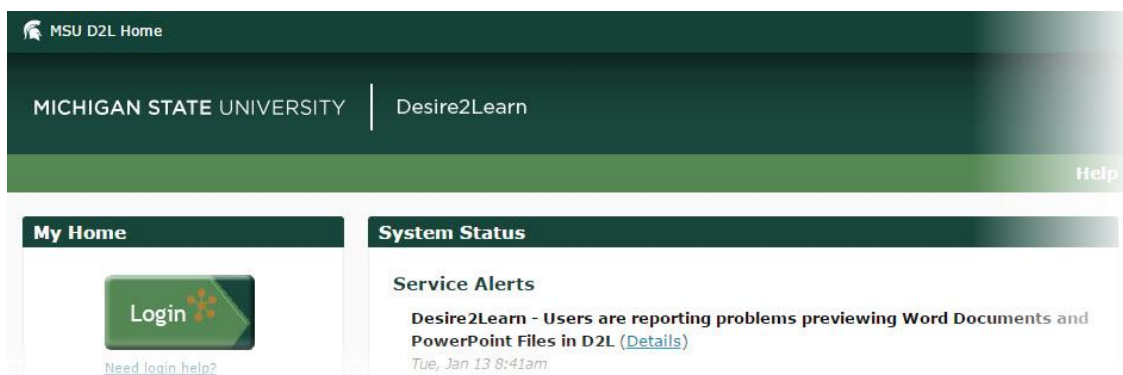 MSU D2L Home
MICHIGAN STATE UNIVERSITY
Desire2Learn
Help
My Home
Login
Need login help?
System Status
Service Alerts
Desire2Learn - Users are reporting problems previewing Word Documents and
PowerPoint Files in D2L (Details)
Tue, Jan 13 8:41am